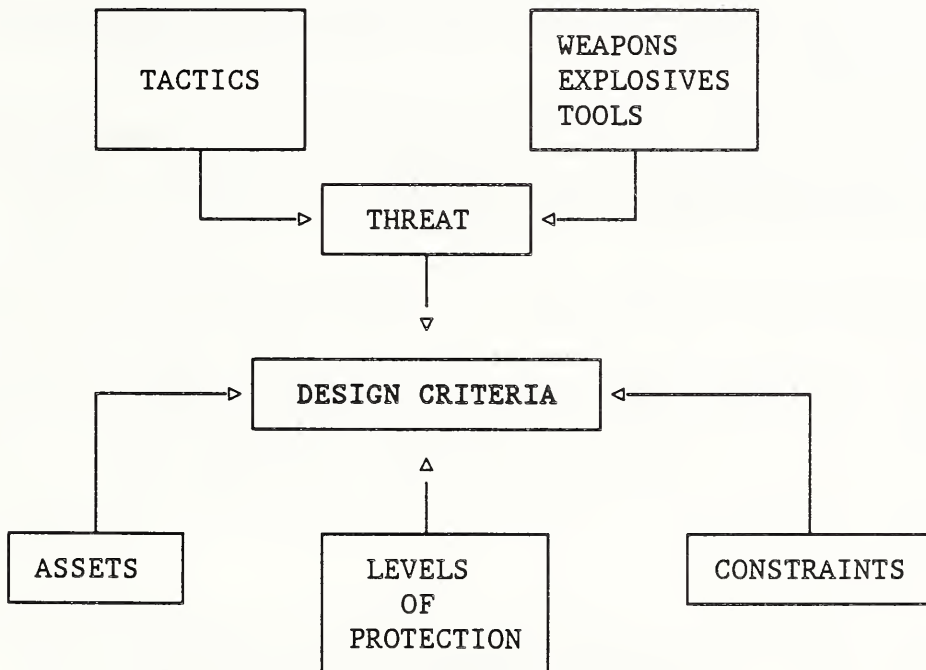 TACTICS
WEAPONS
EXPLOSIVES
TOOLS
THREAT
DESIGN CRITERIA
ASSETS
LEVELS
OF
PROTECTION
CONSTRAINTS